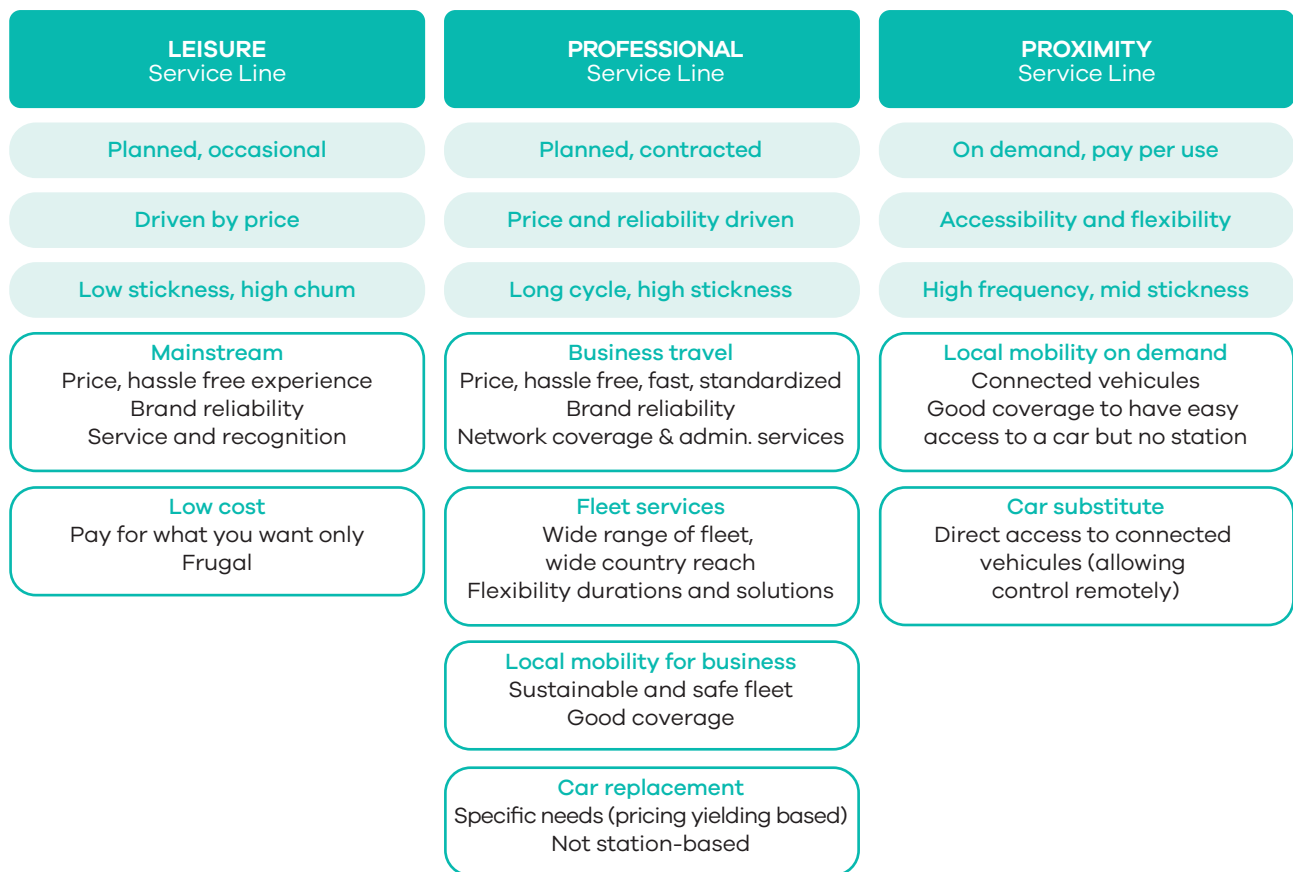 LEISURE
Service Line
Planned, occasional
Driven by price
Low stickness, high chum
Mainstream
Price, hassle free experience
Brand reliability
Service and recognition
Low cost
Pay for what you want only
Frugal
PROFESSIONAL
Service Line
Planned, contracted
Price and reliability driven
Long cycle, high stickness
Business travel
Price, hassle free, fast, standardized
Brand reliability
Network coverage & admin. services
Fleet services
Wide range of fleet,
wide country reach
Flexibility durations and solutions
Local mobility for business
Sustainable and safe fleet
Good coverage
Car replacement
Specific needs (pricing yielding based)
Not station-based
PROXIMITY
Service Line
On demand, pay per use
Accessibility and flexibility
High frequency, mid stickness
Local mobility on demand
Connected vehicules
Good coverage to have easy
access to a car but no station
Car substitute
Direct access to connected
vehicules (allowing
control remotely)